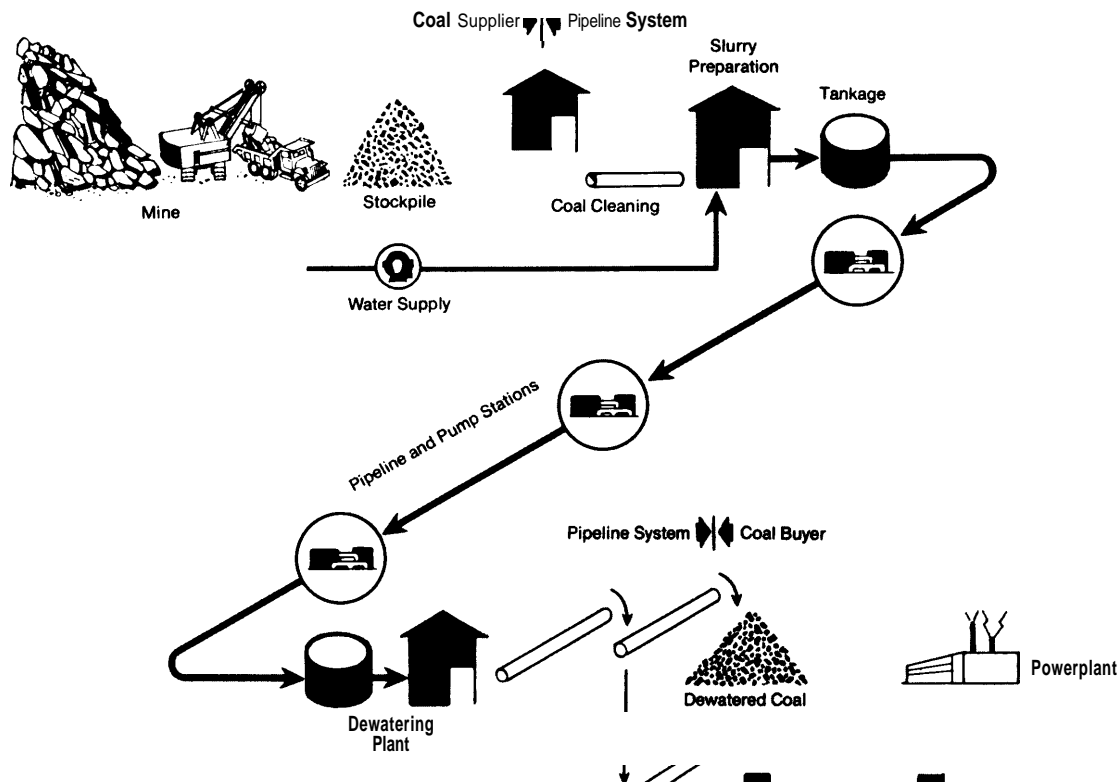 Coal Supplier Pipeline System
Slurry
Preparation
Tankage
Mine
Stockpile
Coal Cleaning
Water Supply
Pipeline and Pump Stations
Pipeline System Coal Buyer
Powerplant
Dewatered Coal
Dewatering
Plant